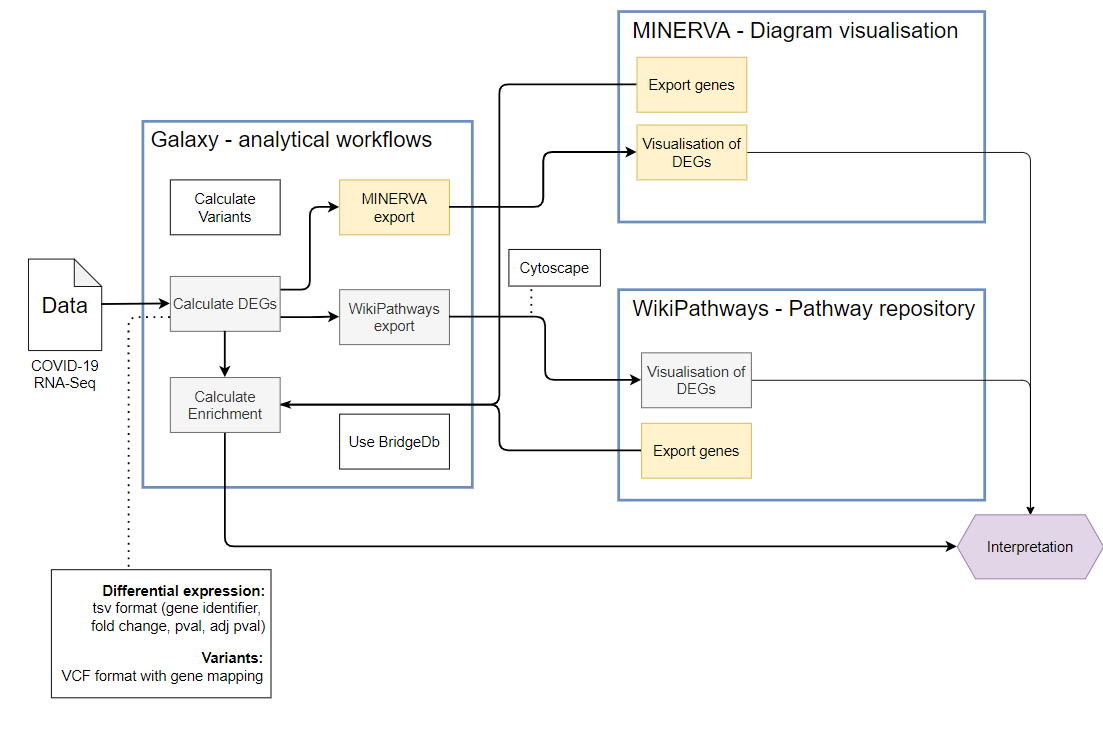 MINERVA - Diagram visualisation
Export genes
Visualisation of
DEGs
Galaxy - analytical workflows
Calculate
Variants
MINERVA
export
Calculate DEGs
WikiPathways
export
Calculate
Enrichment
Use BridgeDb
Data
COVID-19
RNA-Seq
Cytoscape
WikiPathways - Pathway repository
Visualisation of
DEGs
Export genes
Interpretation
Differential expression:
tsv format (gene identifier,
fold change, pval, adj pval)
Variants:
VCF format with gene mapping